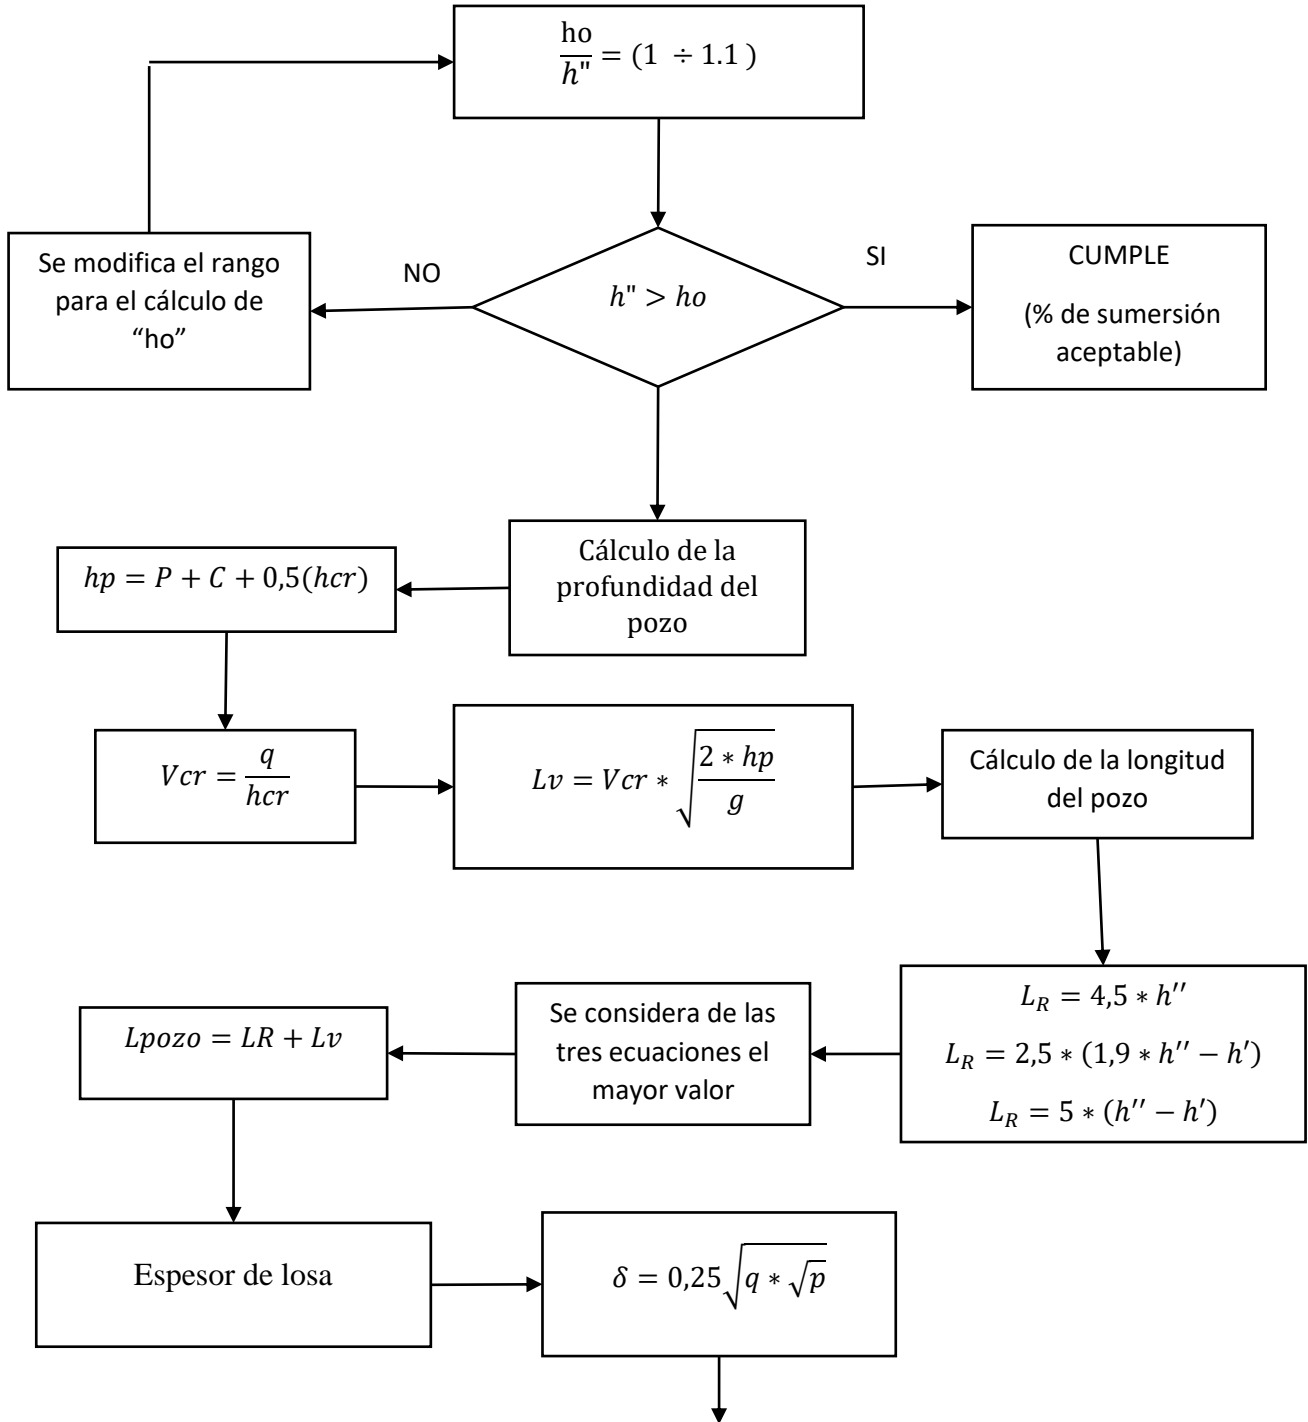 ho/h" = (1 ÷ 1.1 )
Se modifica el rango
para el cálculo de
“ho”
NO
h" > ho
SI
CUMPLE
(% de sumersión
aceptable)
Cálculo de la
profundidad del
pozo
hp = P + C + 0,5(hcr)
Vcr = q/hcr
Lv = Vcr ∗ √(2 ∗ hp/g)
Cálculo de la longitud
del pozo
L_R = 4,5 ∗ h′′
L_R = 2,5 ∗ (1,9 ∗ h′′ − h′)
L_R = 5 ∗ (h′′ − h′)
Se considera de las
tres ecuaciones el
mayor valor
Lpozo = LR + Lv
Espesor de losa
δ = 0,25√(q ∗ √p)